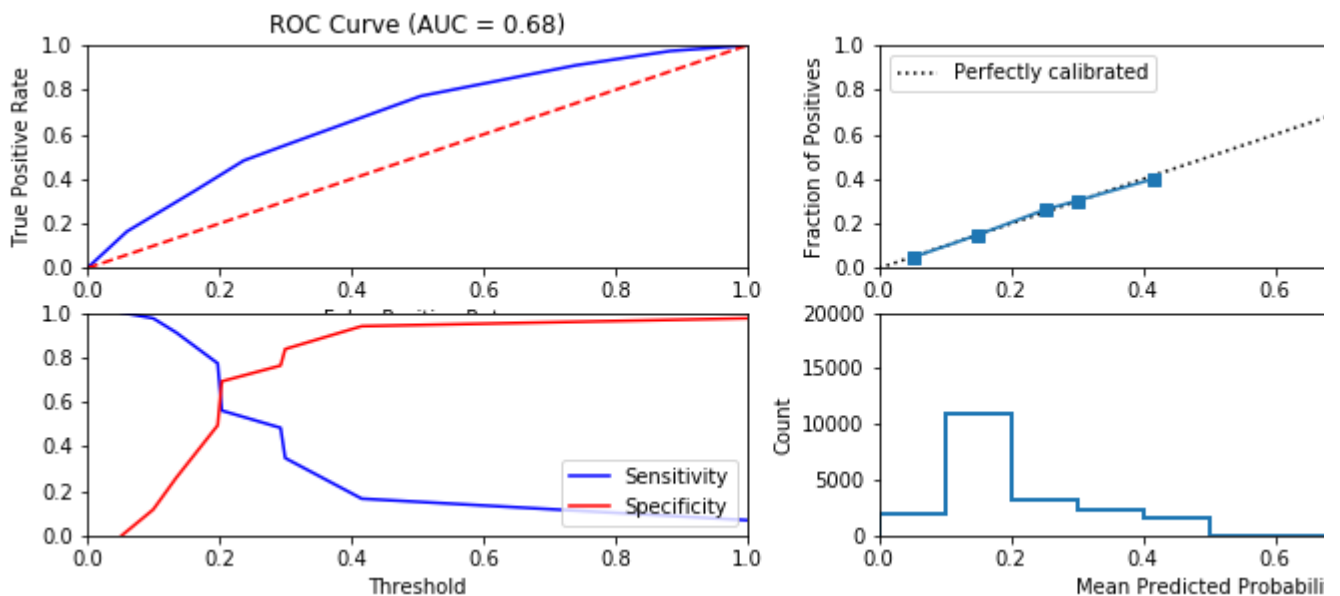 ROC Curve (AUC = 0.68)
True Positive Rate
1.0
0.8
0.6
0.4
0.2
0.0
0.0 0.2 0.4 0.6 0.8 1.0
Fraction of Positives
1.0
0.8
0.6
0.4
0.2
0.0
Perfectly calibrated
0.0 0.2 0.4 0.6
1.0
0.8
0.6
0.4
0.2
0.0
Sensitivity
Specificity
0.0 0.2 0.4 0.6 0.8 1.0
Threshold
Count
20000
15000
10000
5000
0
0.0 0.2 0.4 0.6
Mean Predicted